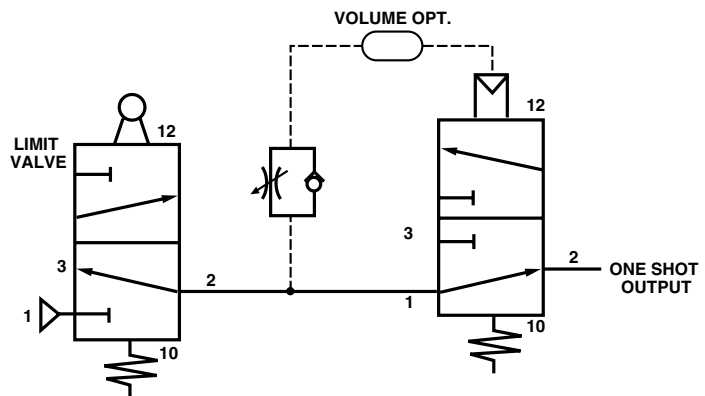 VOLUME OPT.
12
12
LIMIT
VALVE
3
3
2
2
ONE SHOT
OUTPUT
1
1
10
10